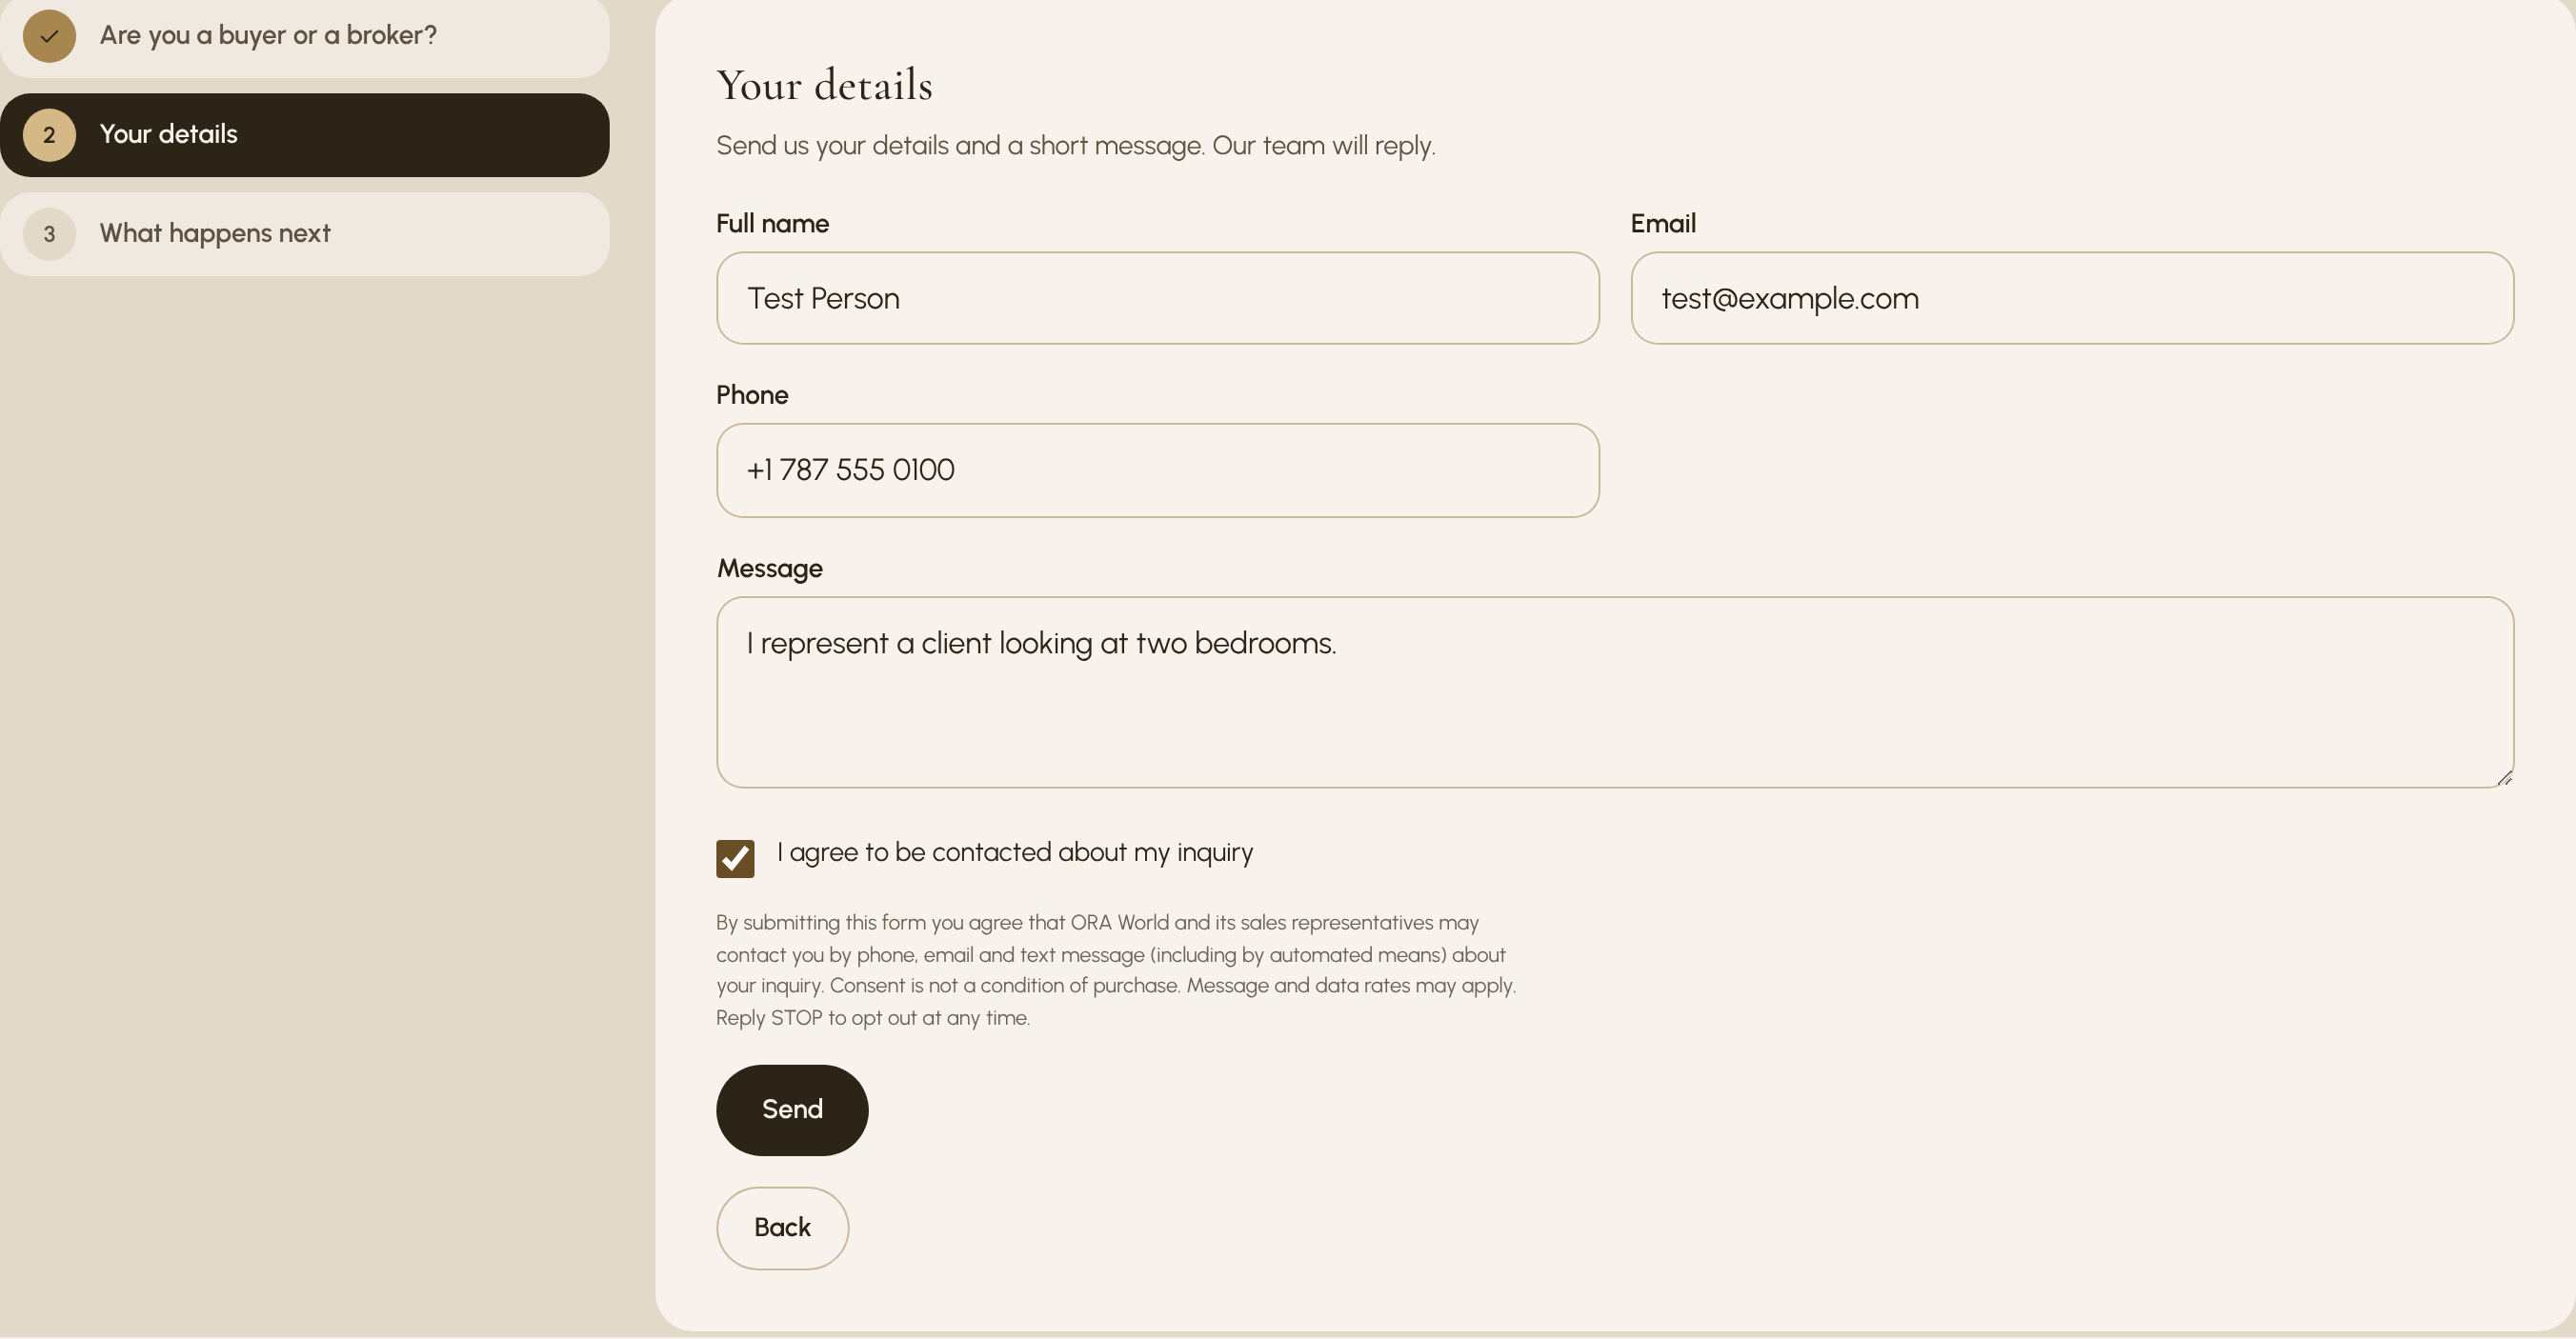 Are you a buyer or a broker?
2
Your details
3
What happens next
Your details
Send us your details and a short message. Our team will reply.
Full name
Email
Test Person
test@example.com
Phone
+1 787 555 0100
Message
I represent a client looking at two bedrooms.
I agree to be contacted about my inquiry
By submitting this form you agree that ORA World and its sales representatives may
contact you by phone, email and text message (including by automated means) about
your inquiry. Consent is not a condition of purchase. Message and data rates may apply.
Reply STOP to opt out at any time.
Send
Back